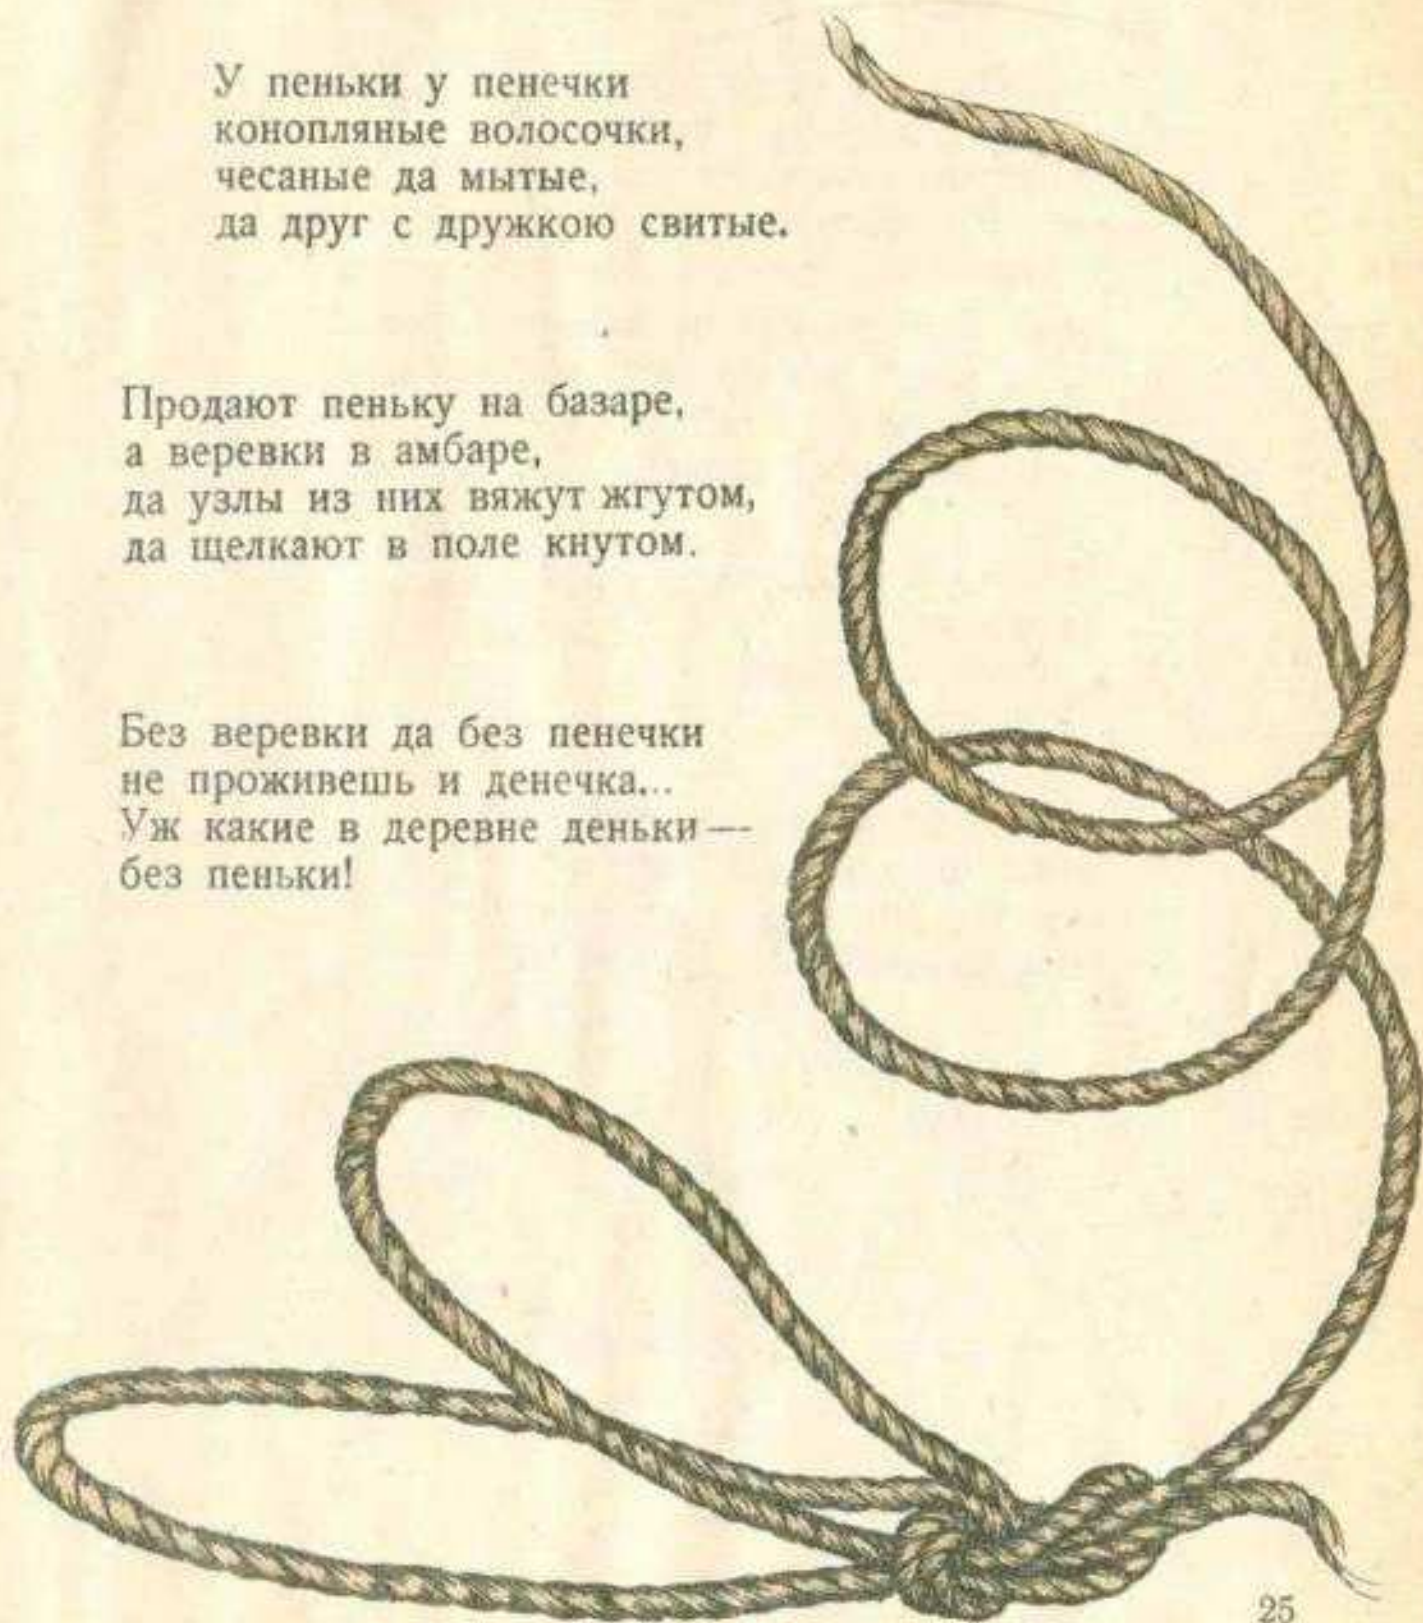 У пеньки у пенечки
конопляные волосочки,
чесаные да мытые,
да друг с дружкою свитые.
Продают пеньку на базаре,
а веревки в амбаре,
да узлы из них вяжут жгутом,
да щелкают в поле кнутом.
Без веревки да без пенечки
не проживешь и денечка...
Уж какие в деревне деньки —
без пеньки!
25